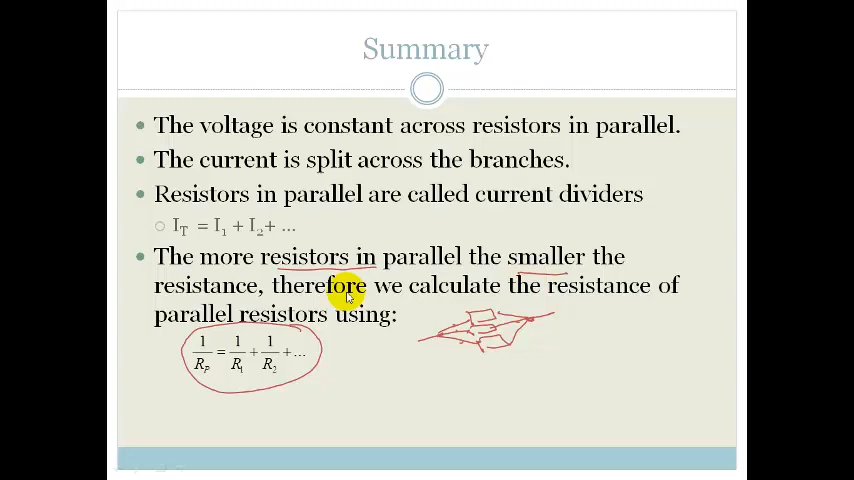 Summary
The voltage is constant across resistors in parallel.
The current is split across the branches.
Resistors in parallel are called current dividers
I_T = I_1 + I_2 + ...
The more resistors in parallel the smaller the
resistance, therefore we calculate the resistance of
parallel resistors using:
1/R_P = 1/R_1 + 1/R_2 + ...